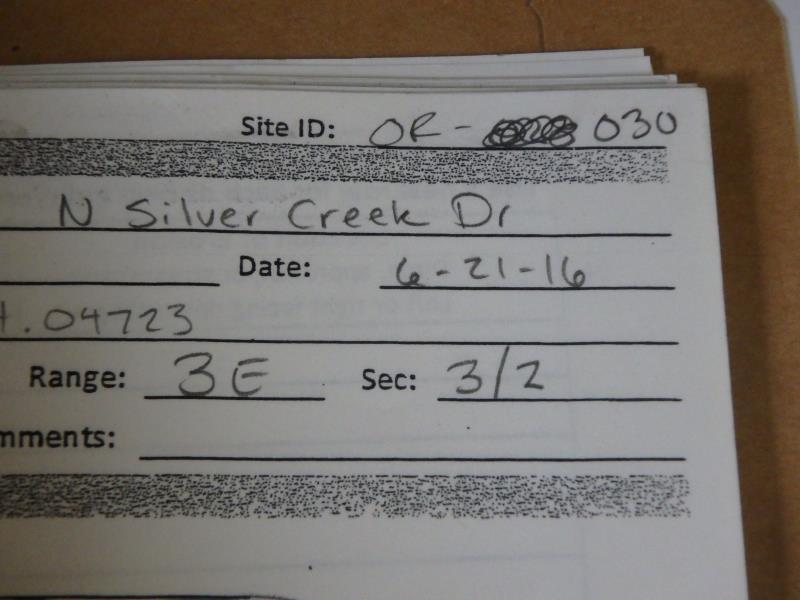 Site ID: OR- 030
N Silver Creek Dr
Date: 6-21-16
.04723
Range: 3E Sec: 3/2
mments: